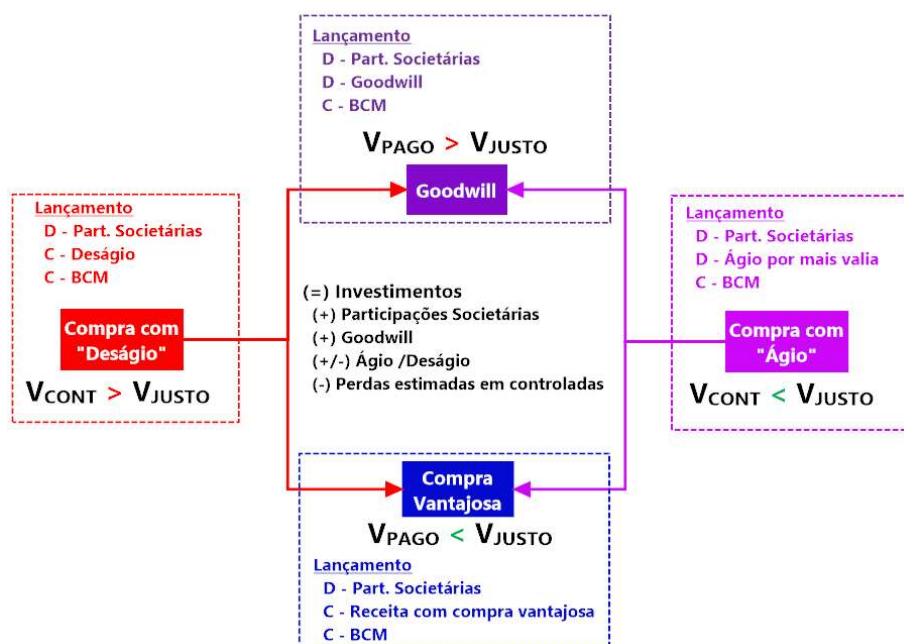 Lançamento
D - Part. Societárias
D - Goodwill
C - BCM
VPAGO > VJUSTO
Goodwill
Lançamento
D - Part. Societárias
C - Deságio
C - BCM
Compra com
"Deságio"
VCONT > VJUSTO
(=) Investimentos
(+) Participações Societárias
(+) Goodwill
(+/-) Ágio /Deságio
(-) Perdas estimadas em controladas
Lançamento
D - Part. Societárias
D - Ágio por mais valia
C - BCM
Compra com
"Ágio"
VCONT < VJUSTO
Compra
Vantajosa
VPAGO < VJUSTO
Lançamento
D - Part. Societárias
C - Receita com compra vantajosa
C - BCM